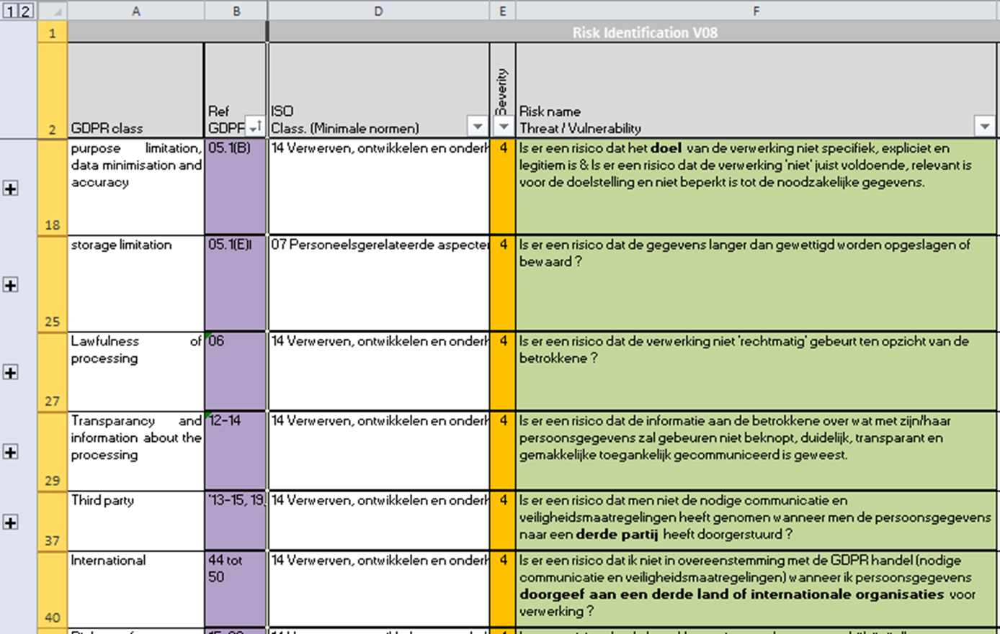 1 2
A B D E F
1 Risk Identification V08
2 GDPR class
Ref
GDPR
ISO
Class. (Minimale normen)
Severity
Risk name
Threat / Vulnerability
18
purpose limitation,
data minimisation and
accuracy
05.1(B)
14 Verwerven, ontwikkelen en onderh
4
Is er een risico dat het doel van de verwerking niet specifiek, expliciet en
legitiem is & Is er een risico dat de verwerking 'niet' juist voldoende, relevant is
voor de doelstelling en niet beperkt is tot de noodzakelijke gegevens.
25
storage limitation
05.1(E)I
07 Personeelsgerelateerde aspecten
4
Is er een risico dat de gegevens langer dan gewettigd worden opgeslagen of
bewaard ?
27
Lawfulness of
processing
06
14 Verwerven, ontwikkelen en onderh
4
Is er een risico dat de verwerking niet 'rechtmatig' gebeurt ten opzicht van de
betrokkene ?
29
Transparancy and
information about the
processing
12-14
14 Verwerven, ontwikkelen en onderh
4
Is er een risico dat de informatie aan de betrokkene over wat met zijn/haar
persoonsgegevens zal gebeuren niet beknopt, duidelijk, transparant en
gemakkelijke toegankelijk gecommuniceerd is geweest.
37
Third party
'13-15, 19,
14 Verwerven, ontwikkelen en onderh
4
Is er een risico dat men niet de nodige communicatie en
veiligheidsmaatregelingen heeft genomen wanneer men de persoonsgegevens
naar een derde partij heeft doorgerstuurd ?
40
International
44 tot
50
14 Verwerven, ontwikkelen en onderh
4
Is er een risico dat ik niet in overeenstemming met de GDPR handel (nodige
communicatie en veiligheidsmaatregelingen) wanneer ik persoonsgegevens
doorgeef aan een derde land of internationale organisaties voor
verwerking ?